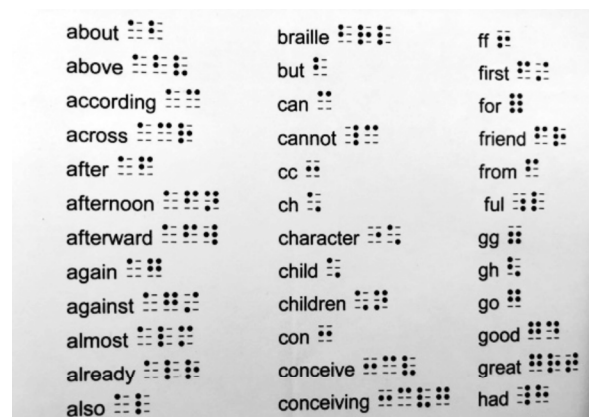 about ⠁⠃
above ⠁⠃⠧
according ⠁⠉
across ⠁⠉⠗
after ⠁⠋
afternoon ⠁⠋⠝
afterward ⠁⠋⠺
again ⠁⠛
against ⠁⠛⠌
almost ⠁⠇⠍
already ⠁⠇⠗
also ⠁⠇
braille ⠃⠗⠇
but ⠃
can ⠉
cannot ⠸⠉
cc ⠒
ch ⠡
character ⠐⠡
child ⠡
children ⠡⠝
con ⠒
conceive ⠒⠉⠧
conceiving ⠒⠉⠧⠛
ff ⠖
first ⠋⠌
for ⠿
friend ⠋⠗
from ⠋
ful ⠰⠇
gg ⠶
gh ⠣
go ⠛
good ⠛⠙
great ⠛⠗⠞
had ⠸⠓